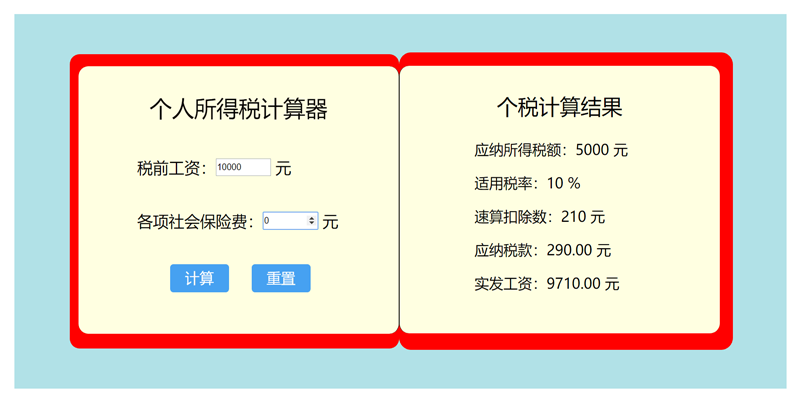 个人所得税计算器
税前工资：10000 元
各项社会保险费：0 元
计算 重置
个税计算结果
应纳所得税额：5000 元
适用税率：10 %
速算扣除数：210 元
应纳税款：290.00 元
实发工资：9710.00 元